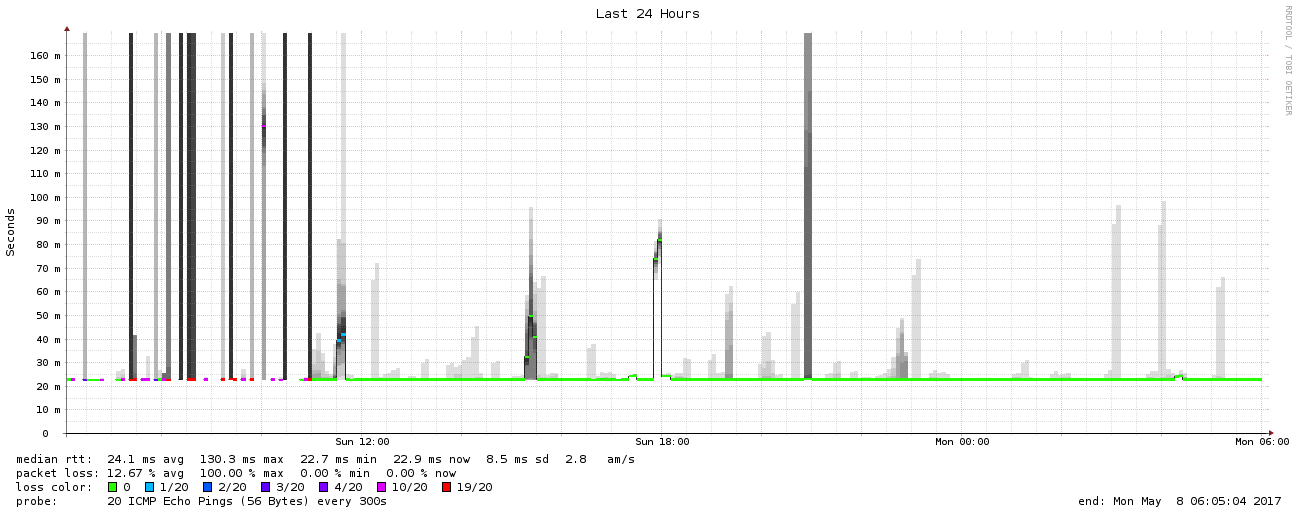 Last 24 Hours
RRDTOOL / TOBI OETIKER
Seconds
160 m
150 m
140 m
130 m
120 m
110 m
100 m
90 m
80 m
70 m
60 m
50 m
40 m
30 m
20 m
10 m
0
Sun 12:00 Sun 18:00 Mon 00:00 Mon 06:00
median rtt: 24.1 ms avg 130.3 ms max 22.7 ms min 22.9 ms now 8.5 ms sd 2.8 am/s
packet loss: 12.67 % avg 100.00 % max 0.00 % min 0.00 % now
loss color: 0 1/20 2/20 3/20 4/20 10/20 19/20
probe: 20 ICMP Echo Pings (56 Bytes) every 300s end: Mon May 8 06:05:04 2017